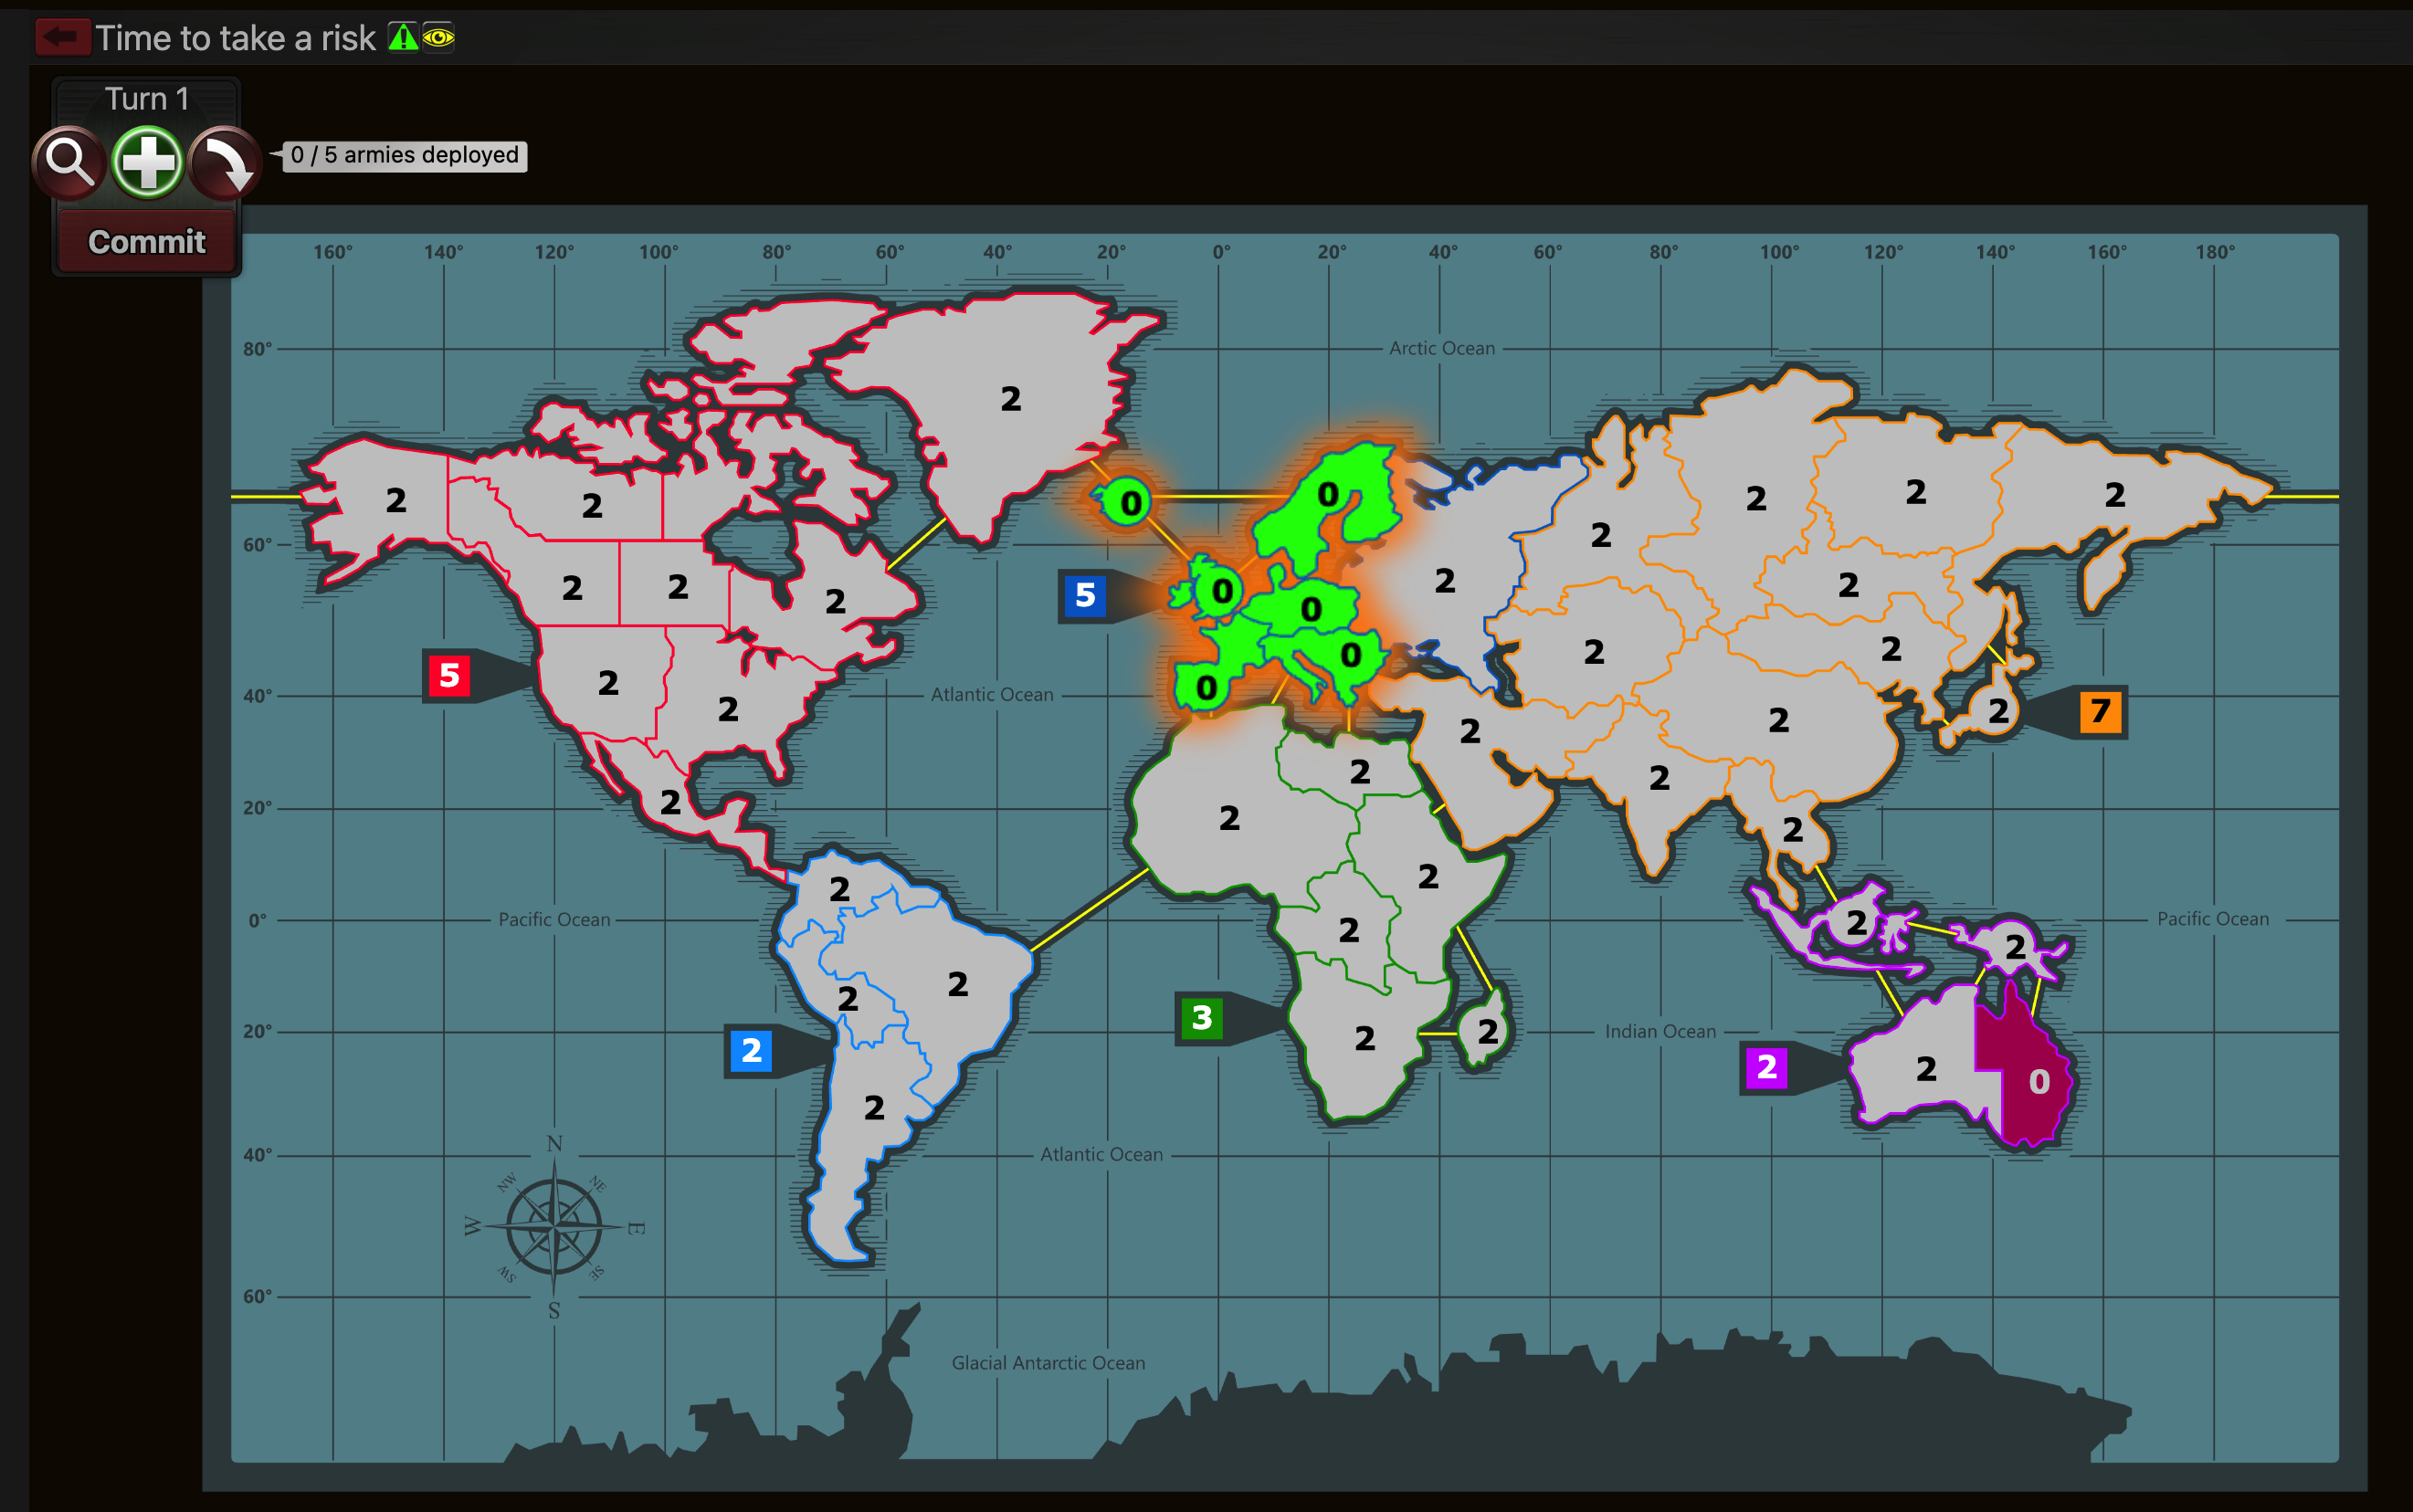 Time to take a risk
Turn 1
0 / 5 armies deployed
Commit
160° 140° 120° 100° 80° 60° 40° 20° 0° 20° 40° 60° 80° 100° 120° 140° 160° 180°
80°
Arctic Ocean
2
2 2 0 0 2 2 2 2
60°
2 2 2 5 0 0 2 2
5 2 2 0 0 2 2
40°
Atlantic Ocean
2 2 2 2 7
2 2 2
20°
2 2
2 2 2
0°
Pacific Ocean
2 2 2
Pacific Ocean
2 2
20°
2 3 2 2
Indian Ocean
2 2 2 0
N
NW NE
W E
SW SE
S
40°
Atlantic Ocean
60°
Glacial Antarctic Ocean